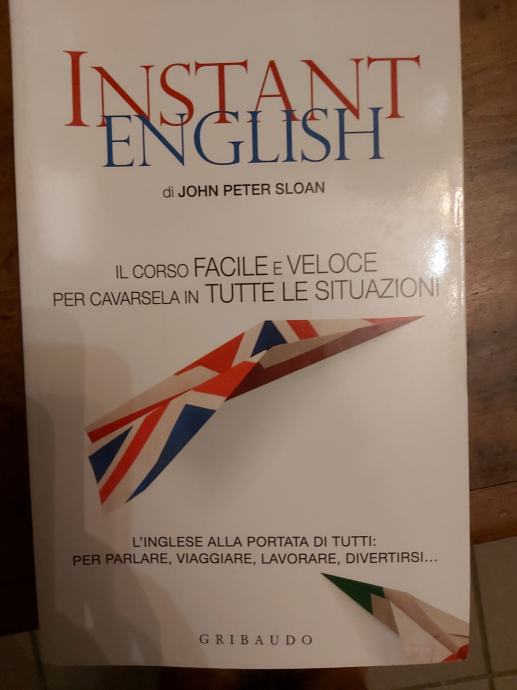 INSTANT
ENGLISH
di JOHN PETER SLOAN
IL CORSO FACILE E VELOCE
PER CAVARSELA IN TUTTE LE SITUAZIONI
L'INGLESE ALLA PORTATA DI TUTTI:
PER PARLARE, VIAGGIARE, LAVORARE, DIVERTIRSI...
GRIBAUDO